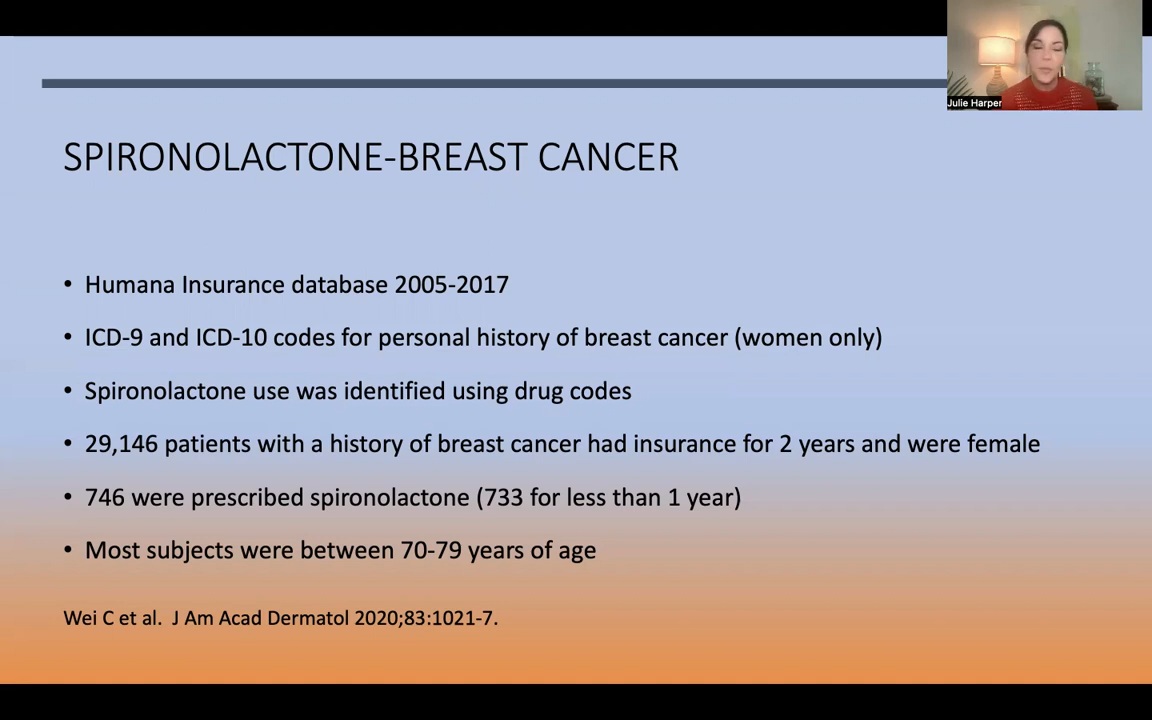 Julie Harper
SPIRONOLACTONE-BREAST CANCER
• Humana Insurance database 2005-2017
• ICD-9 and ICD-10 codes for personal history of breast cancer (women only)
• Spironolactone use was identified using drug codes
• 29,146 patients with a history of breast cancer had insurance for 2 years and were female
• 746 were prescribed spironolactone (733 for less than 1 year)
• Most subjects were between 70-79 years of age
Wei C et al.  J Am Acad Dermatol 2020;83:1021-7.